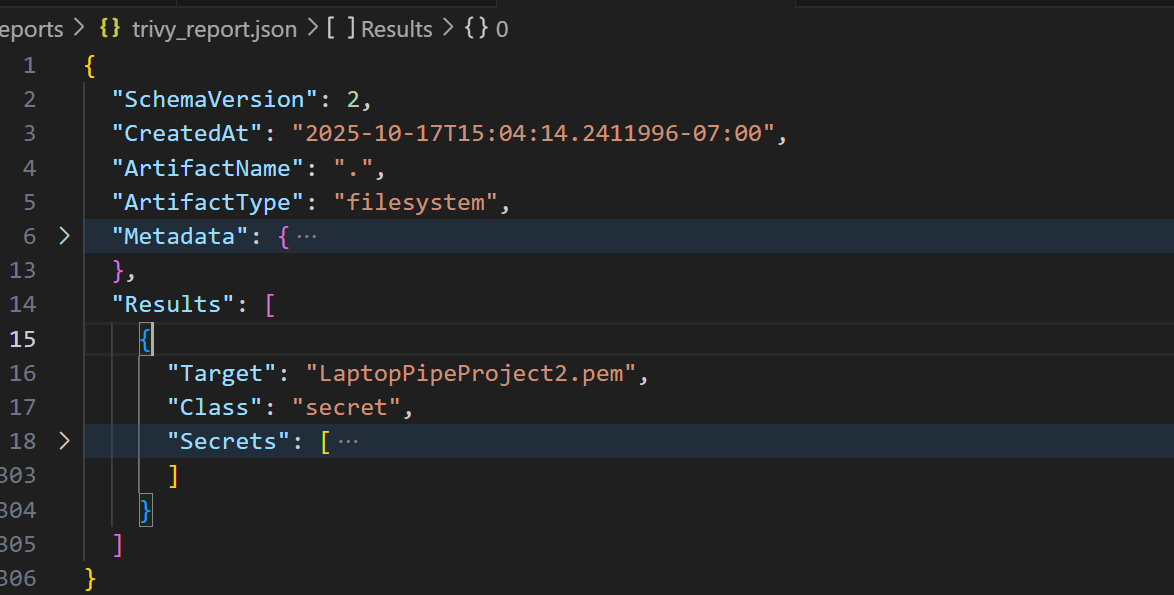 eports > {} trivy_report.json > [ ] Results > {} 0
1 {
2 "SchemaVersion": 2,
3 "CreatedAt": "2025-10-17T15:04:14.2411996-07:00",
4 "ArtifactName": ".",
5 "ArtifactType": "filesystem",
6 > "Metadata": { ···
13 },
14 "Results": [
15 {
16 "Target": "LaptopPipeProject2.pem",
17 "Class": "secret",
18 > "Secrets": [ ···
303 ]
304 }
305 ]
306 }